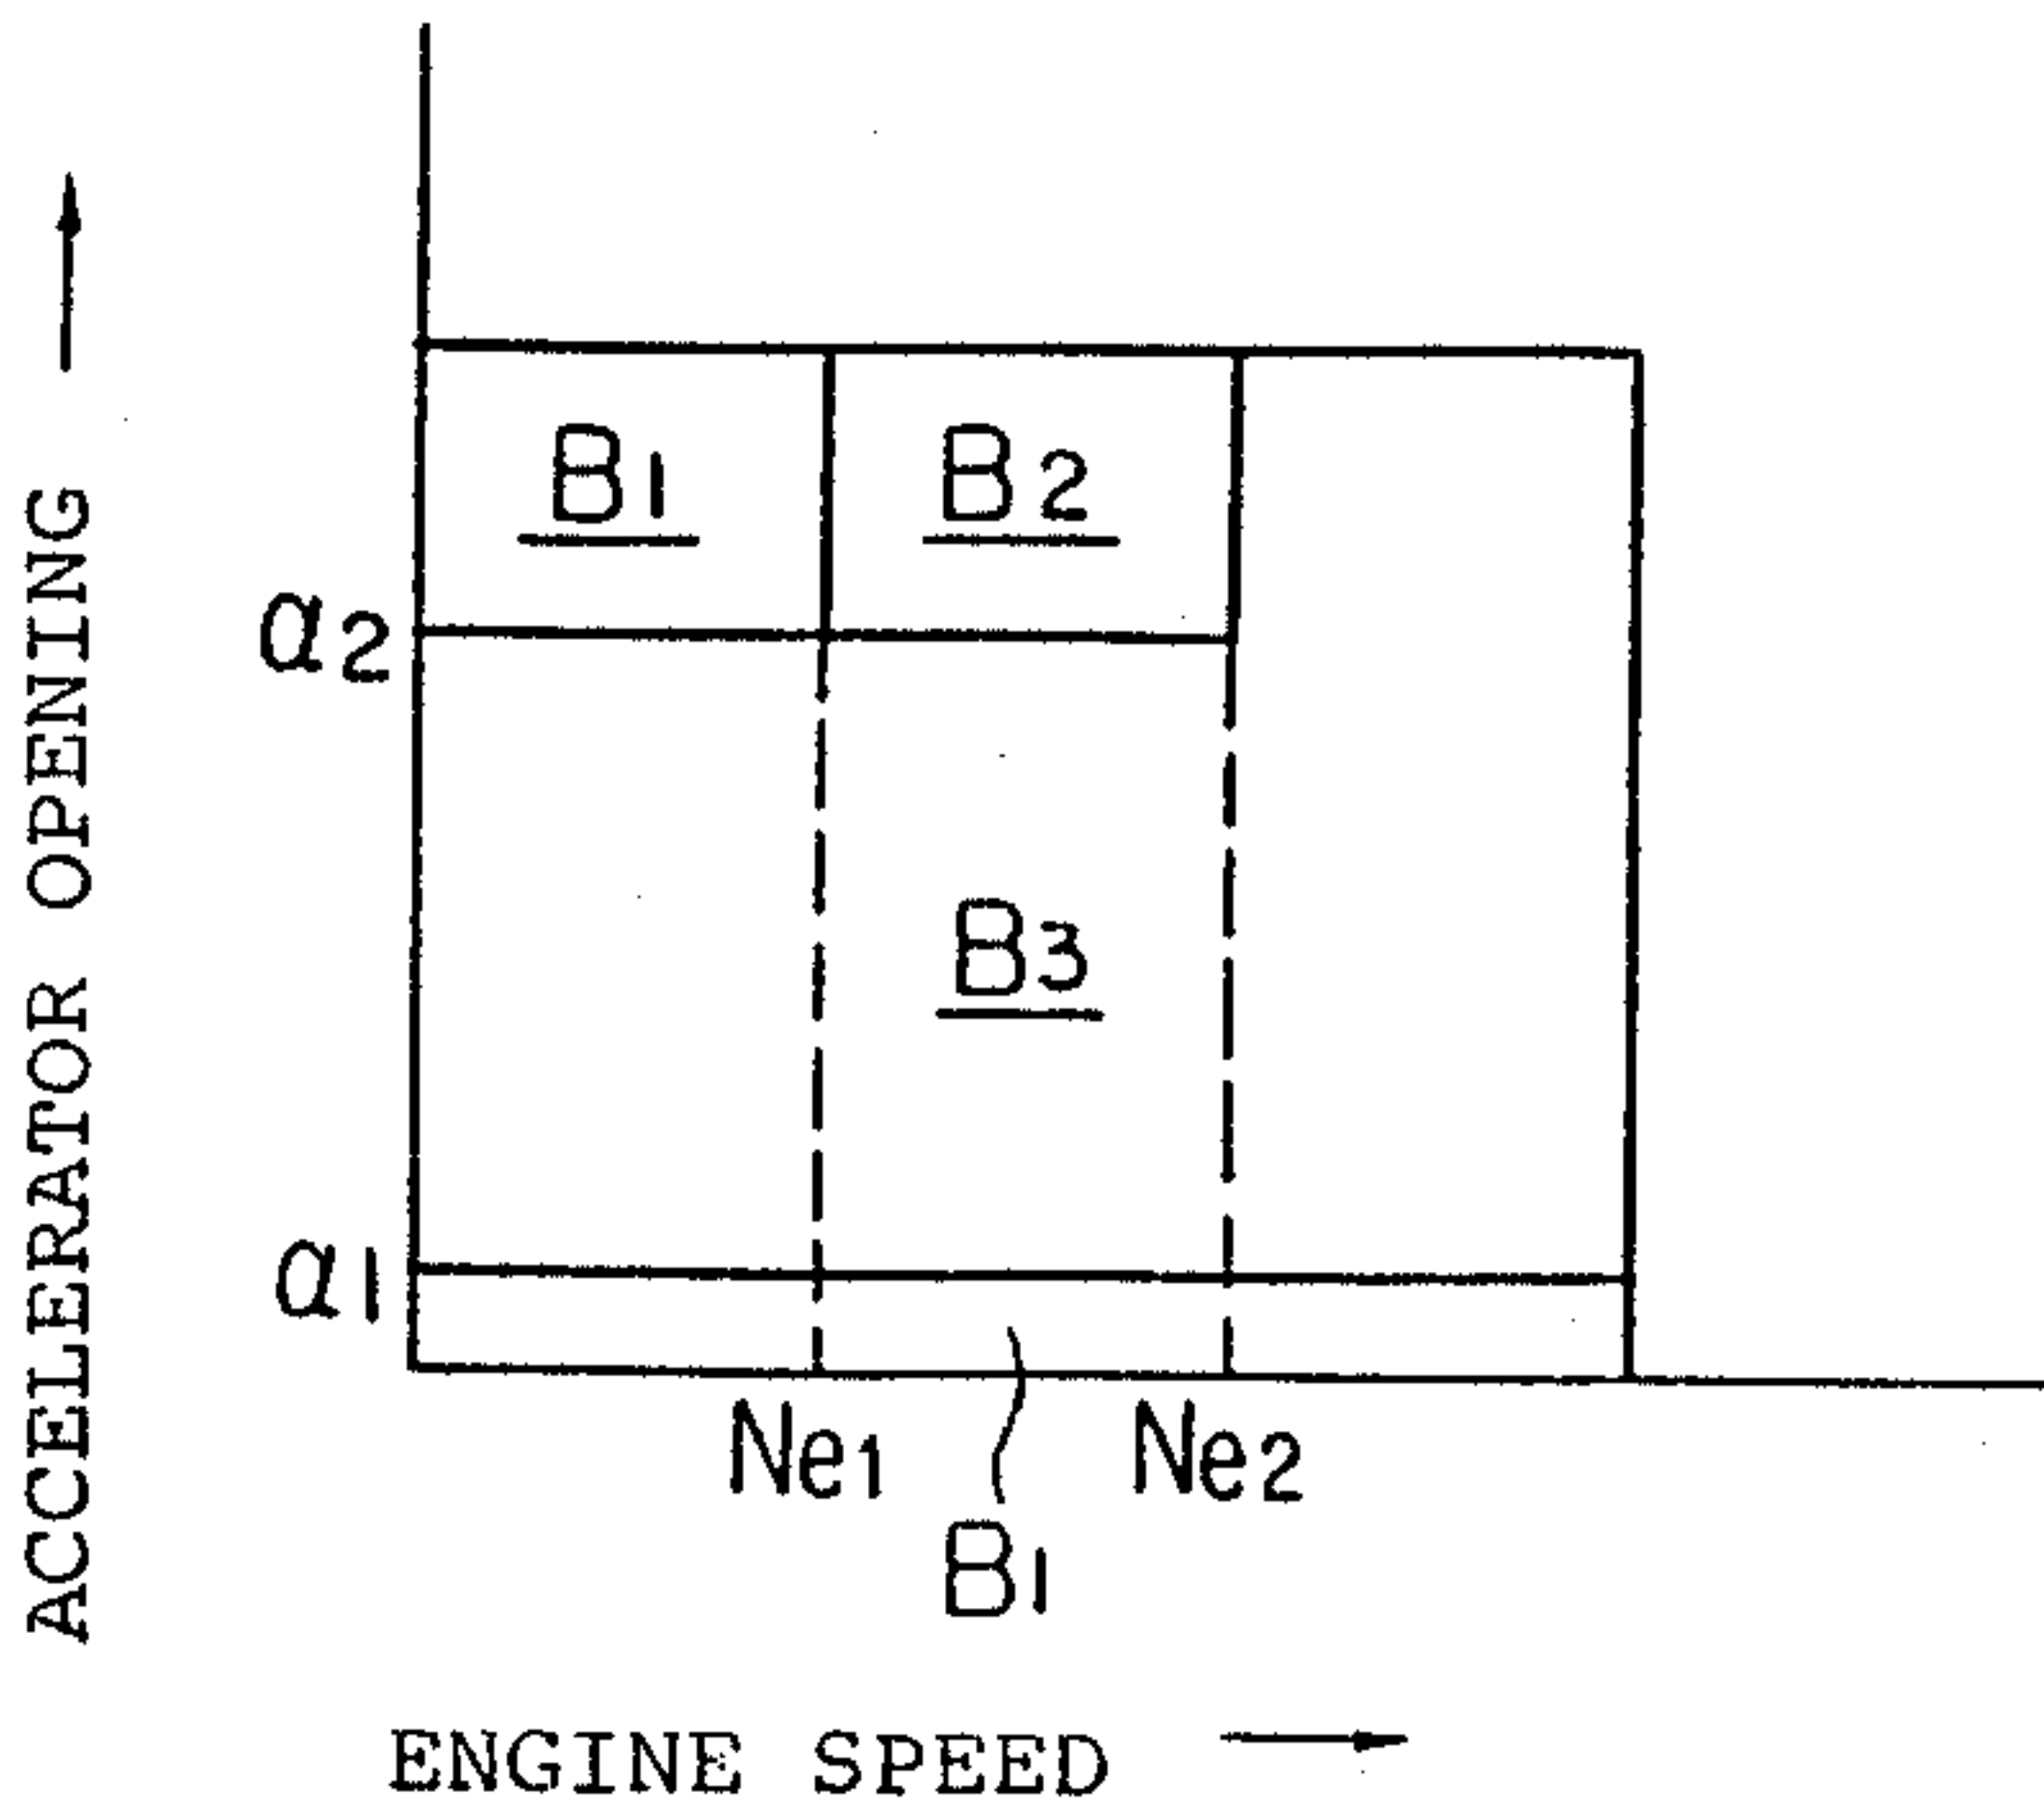 ACCELERATOR OPENING
B1
B2
α2
B3
α1
Ne1
Ne2
B1
ENGINE SPEED